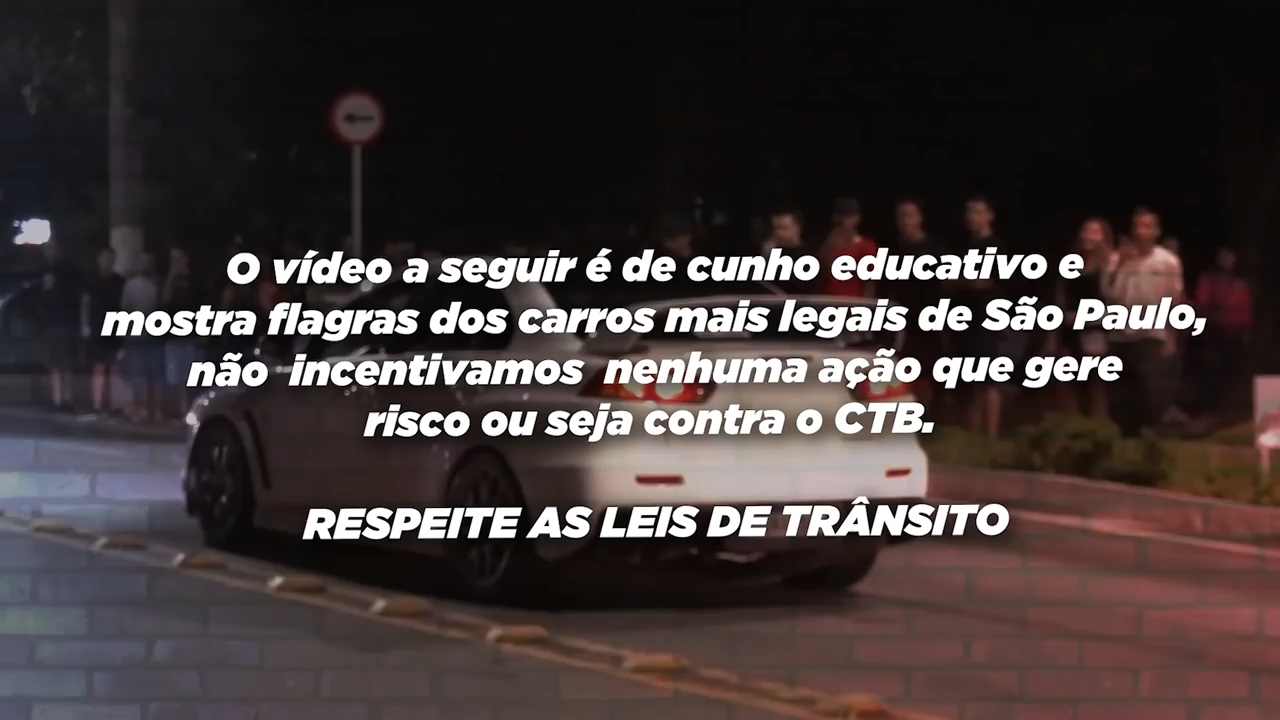 O vídeo a seguir é de cunho educativo e
mostra flagras dos carros mais legais de São Paulo,
não incentivamos nenhuma ação que gere
risco ou seja contra o CTB.
RESPEITE AS LEIS DE TRÂNSITO